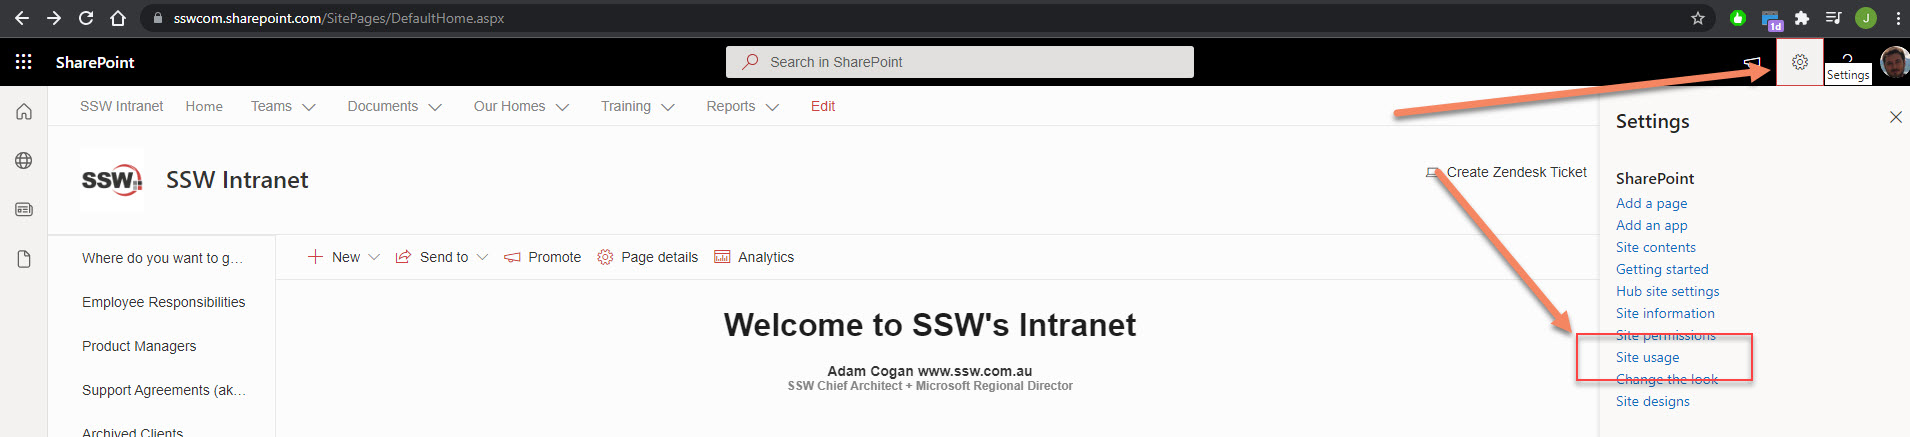 sswcom.sharepoint.com/SitePages/DefaultHome.aspx
1d
J
SharePoint
Search in SharePoint
?
Settings
SSW Intranet Home Teams Documents Our Homes Training Reports Edit
SSW
SSW Intranet
Create Zendesk Ticket
Where do you want to g...
Employee Responsibilities
Product Managers
Support Agreements (ak...
Archived Clients
New Send to Promote Page details Analytics
Welcome to SSW's Intranet
Adam Cogan www.ssw.com.au
SSW Chief Architect + Microsoft Regional Director
Settings
SharePoint
Add a page
Add an app
Site contents
Getting started
Hub site settings
Site information
Site permissions
Site usage
Change the look
Site designs